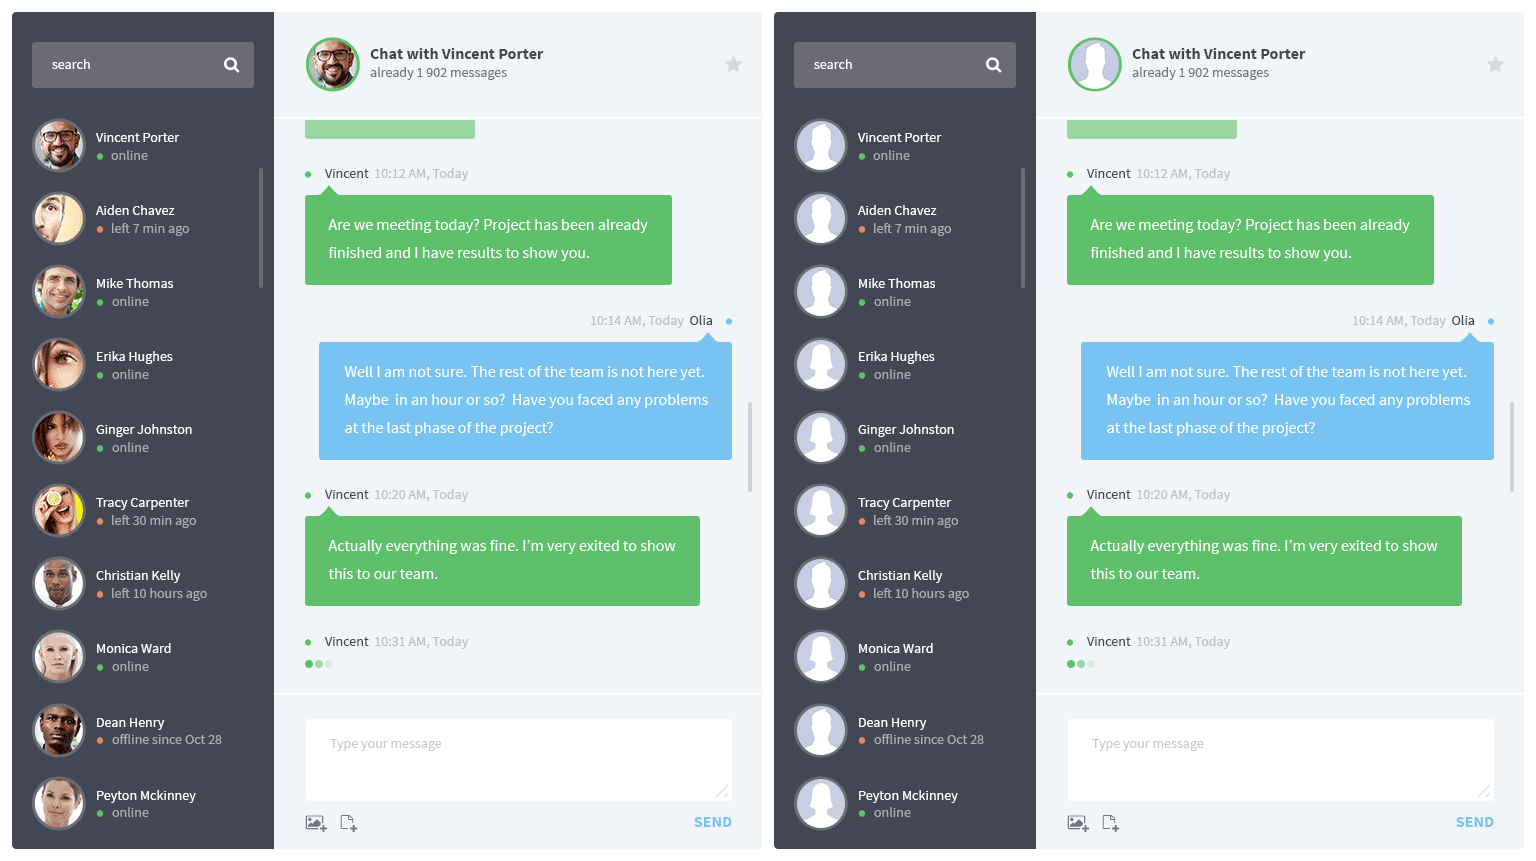 search
Vincent Porter
online
Aiden Chavez
left 7 min ago
Mike Thomas
online
Erika Hughes
online
Ginger Johnston
online
Tracy Carpenter
left 30 min ago
Christian Kelly
left 10 hours ago
Monica Ward
online
Dean Henry
offline since Oct 28
Peyton Mckinney
online
Chat with Vincent Porter
already 1 902 messages
Vincent 10:12 AM, Today
Are we meeting today? Project has been already
finished and I have results to show you.
10:14 AM, Today Olia
Well I am not sure. The rest of the team is not here yet.
Maybe  in an hour or so?  Have you faced any problems
at the last phase of the project?
Vincent 10:20 AM, Today
Actually everything was fine. I'm very exited to show
this to our team.
Vincent 10:31 AM, Today
Type your message
SEND
search
Vincent Porter
online
Aiden Chavez
left 7 min ago
Mike Thomas
online
Erika Hughes
online
Ginger Johnston
online
Tracy Carpenter
left 30 min ago
Christian Kelly
left 10 hours ago
Monica Ward
online
Dean Henry
offline since Oct 28
Peyton Mckinney
online
Chat with Vincent Porter
already 1 902 messages
Vincent 10:12 AM, Today
Are we meeting today? Project has been already
finished and I have results to show you.
10:14 AM, Today Olia
Well I am not sure. The rest of the team is not here yet.
Maybe  in an hour or so?  Have you faced any problems
at the last phase of the project?
Vincent 10:20 AM, Today
Actually everything was fine. I'm very exited to show
this to our team.
Vincent 10:31 AM, Today
Type your message
SEND